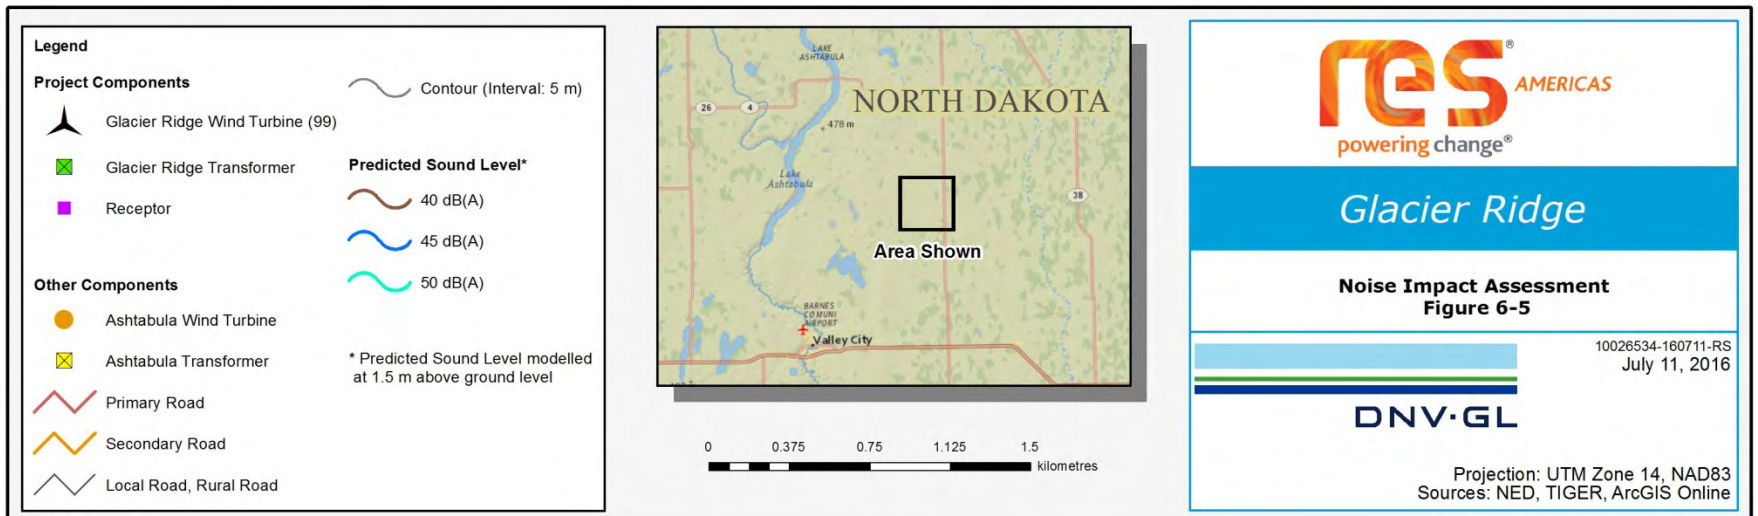 Legend
Project Components
Glacier Ridge Wind Turbine (99)
Glacier Ridge Transformer
Receptor
Other Components
Ashtabula Wind Turbine
Ashtabula Transformer
Primary Road
Secondary Road
Local Road, Rural Road
Contour (Interval: 5 m)
Predicted Sound Level*
40 dB(A)
45 dB(A)
50 dB(A)
* Predicted Sound Level modelled
at 1.5 m above ground level
LAKE
ASHTABULA
NORTH DAKOTA
26
4
478 m
Lake
Ashtabula
38
Area Shown
BARNES
COMUNI
AIRPORT
Valley City
0 0.375 0.75 1.125 1.5
kilometres
res® AMERICAS
powering change®
Glacier Ridge
Noise Impact Assessment
Figure 6-5
10026534-160711-RS
July 11, 2016
DNV·GL
Projection: UTM Zone 14, NAD83
Sources: NED, TIGER, ArcGIS Online